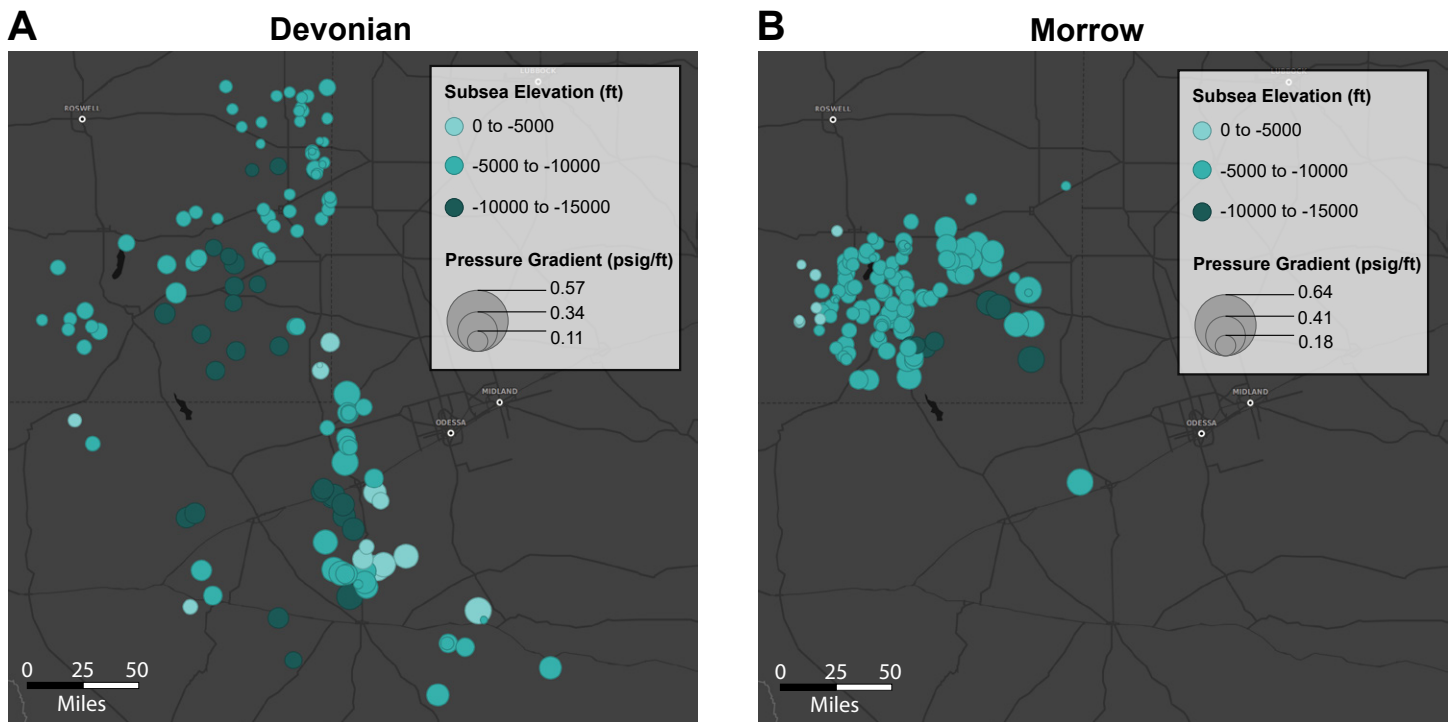 A
Devonian
LUBBOCK
ROSWELL
Subsea Elevation (ft)
0 to -5000
-5000 to -10000
-10000 to -15000
Pressure Gradient (psig/ft)
0.57
0.34
0.11
MIDLAND
ODESSA
0 25 50
Miles
B
Morrow
LUBBOCK
ROSWELL
Subsea Elevation (ft)
0 to -5000
-5000 to -10000
-10000 to -15000
Pressure Gradient (psig/ft)
0.64
0.41
0.18
MIDLAND
ODESSA
0 25 50
Miles